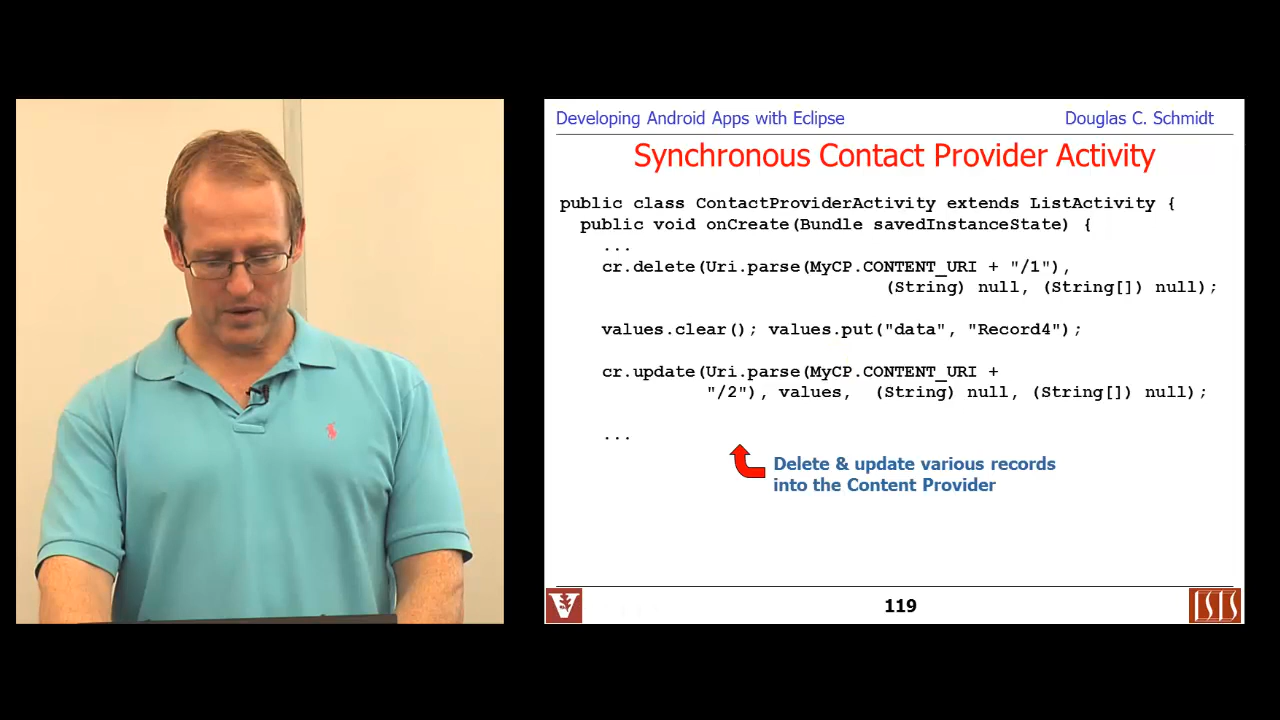 Developing Android Apps with Eclipse Douglas C. Schmidt
Synchronous Contact Provider Activity
public class ContactProviderActivity extends ListActivity {
public void onCreate(Bundle savedInstanceState) {
...
cr.delete(Uri.parse(MyCP.CONTENT_URI + "/1"),
(String) null, (String[]) null);
values.clear(); values.put("data", "Record4");
cr.update(Uri.parse(MyCP.CONTENT_URI +
"/2"), values, (String) null, (String[]) null);
...
Delete & update various records
into the Content Provider
V
119
ISIS